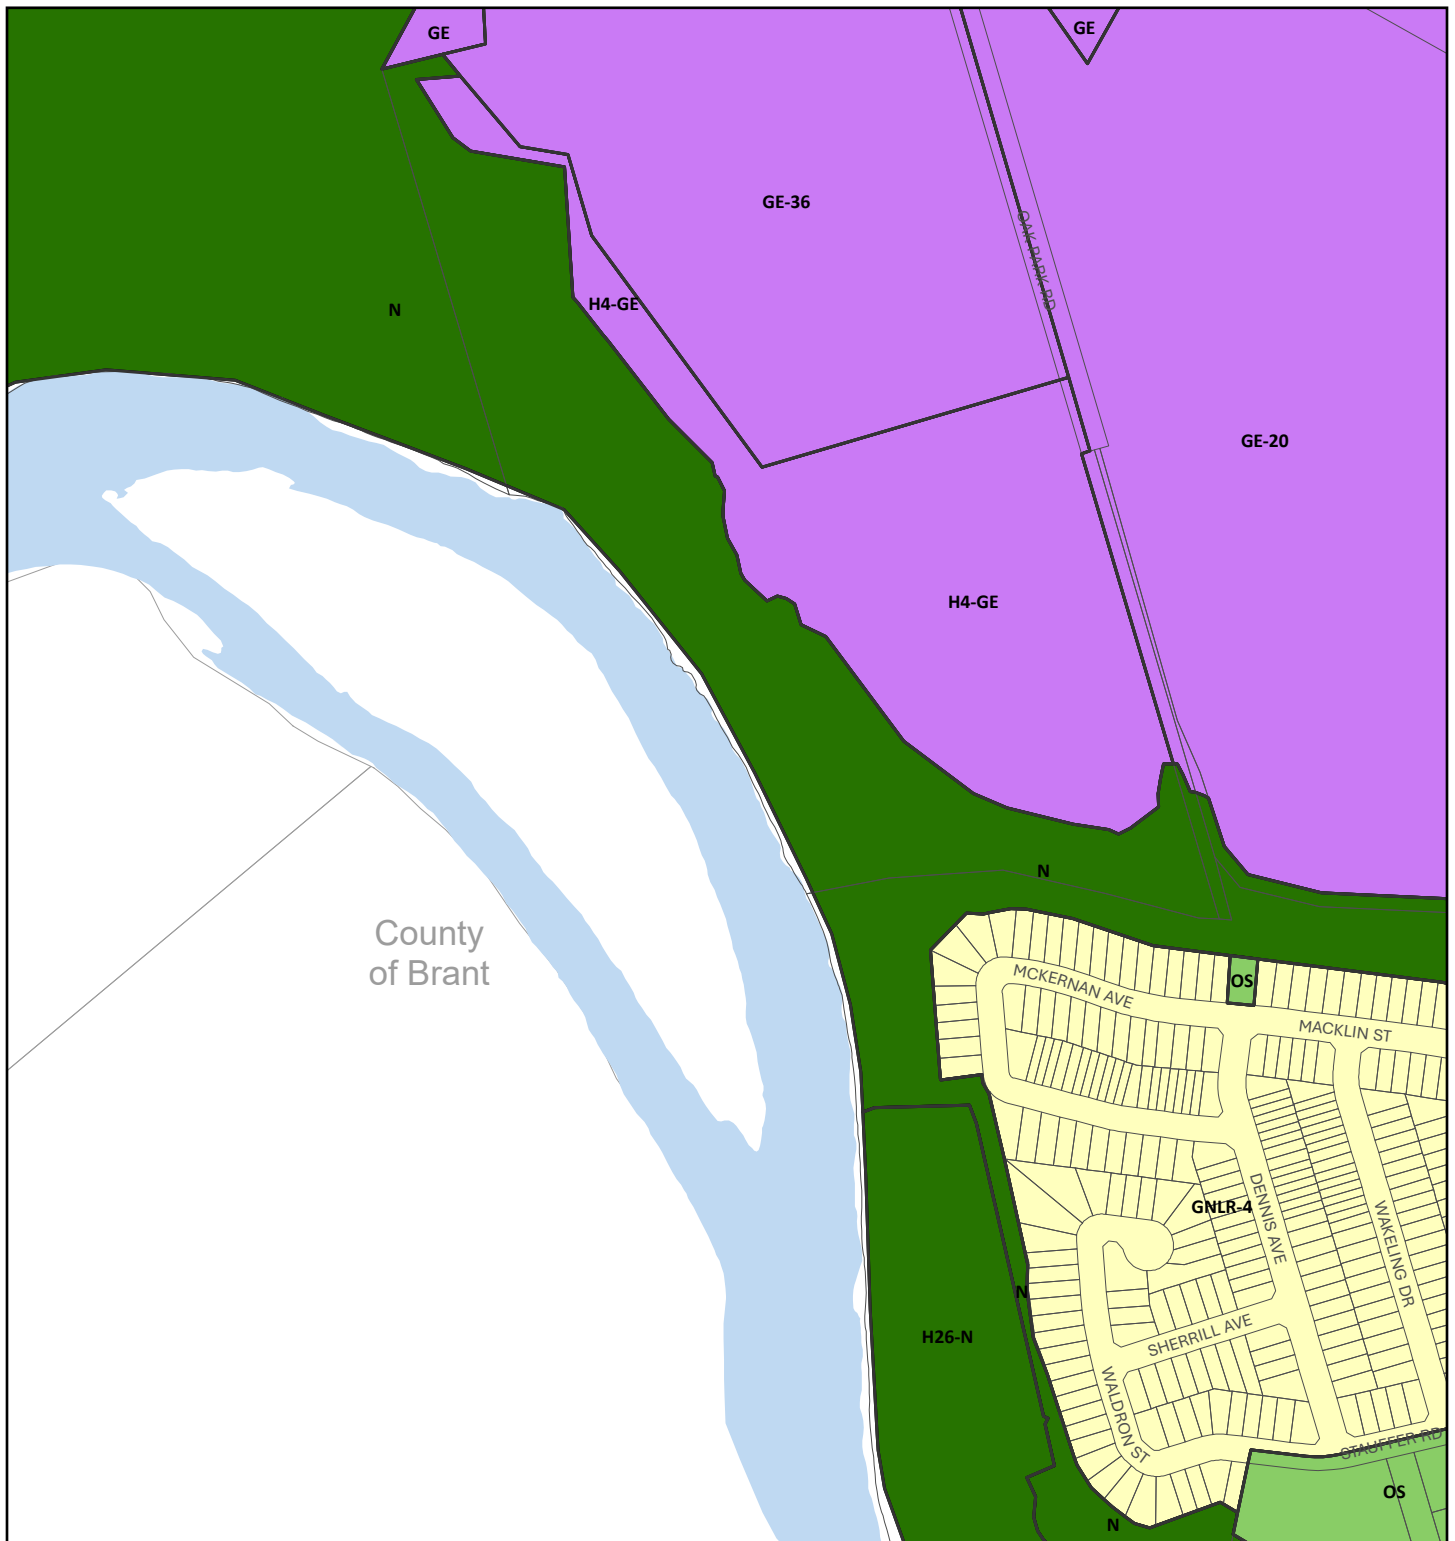 GE
GE
GE-36
OAK PARK RD
H4-GE
N
GE-20
H4-GE
N
County
of Brant
MCKERNAN AVE
OS
MACKLIN ST
GNLR-4
DENNIS AVE
WAKELING DR
N
H26-N
SHERRILL AVE
WALDRON ST
STAUFFER RD
OS
N